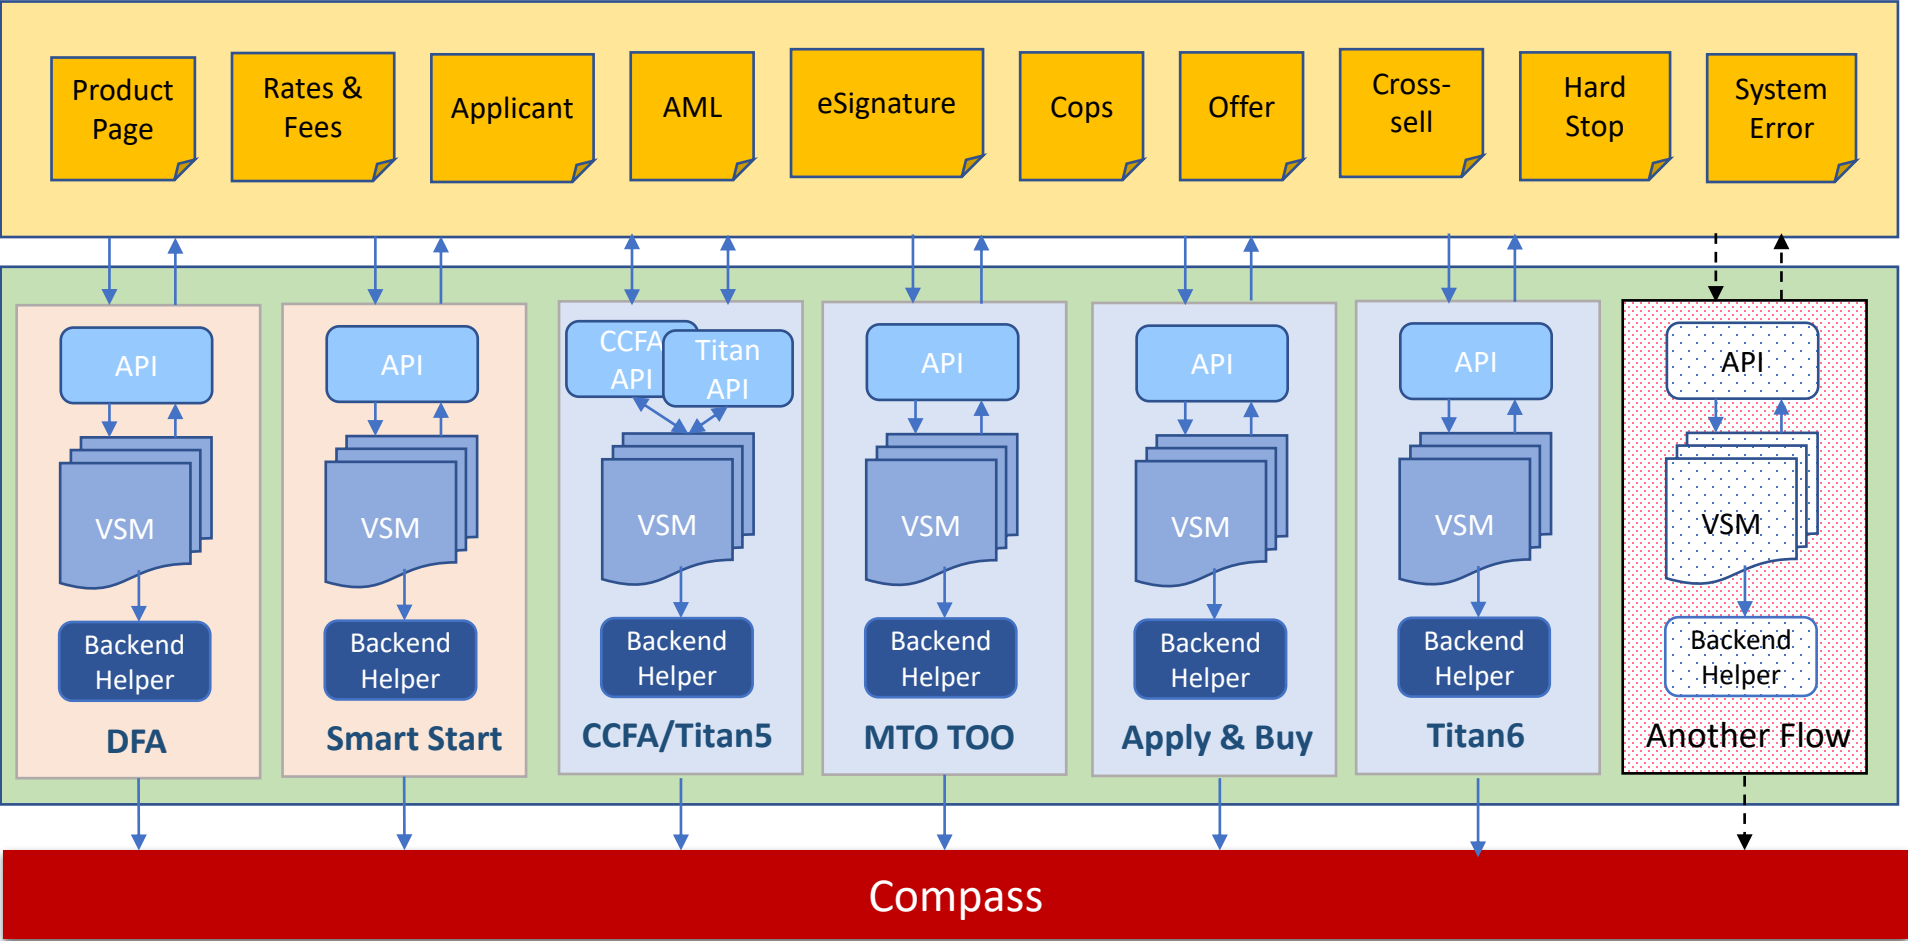 Product
Page
Rates &
Fees
Applicant
AML
eSignature
Cops
Offer
Cross-
sell
Hard
Stop
System
Error
API
VSM
Backend
Helper
DFA
API
VSM
Backend
Helper
Smart Start
CCFA
API
Titan
API
VSM
Backend
Helper
CCFA/Titan5
API
VSM
Backend
Helper
MTO TOO
API
VSM
Backend
Helper
Apply & Buy
API
VSM
Backend
Helper
Titan6
API
VSM
Backend
Helper
Another Flow
Compass